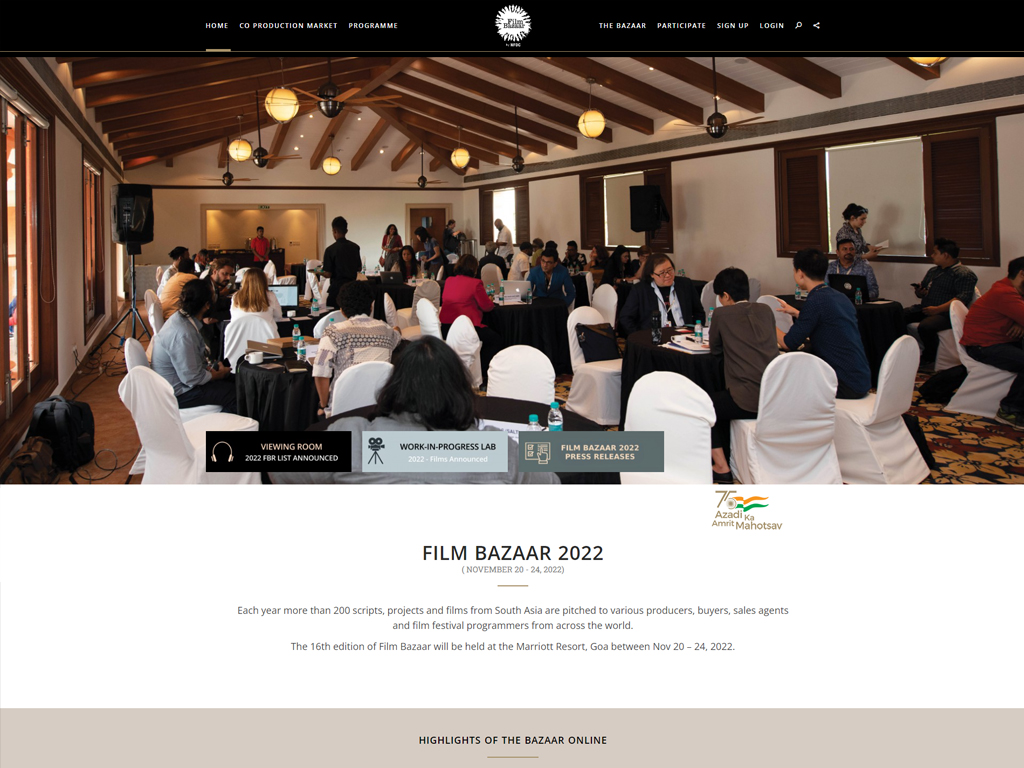 HOME CO PRODUCTION MARKET PROGRAMME
Film
Bazaar
By NFDC
THE BAZAAR PARTICIPATE SIGN UP LOGIN
VIEWING ROOM
2022 FBR LIST ANNOUNCED
WORK-IN-PROGRESS LAB
2022 - Films Announced
FILM BAZAAR 2022
PRESS RELEASES
75
Azadi Ka
Amrit Mahotsav
FILM BAZAAR 2022
( NOVEMBER 20 - 24, 2022)
Each year more than 200 scripts, projects and films from South Asia are pitched to various producers, buyers, sales agents
and film festival programmers from across the world.
The 16th edition of Film Bazaar will be held at the Marriott Resort, Goa between Nov 20 – 24, 2022.
HIGHLIGHTS OF THE BAZAAR ONLINE